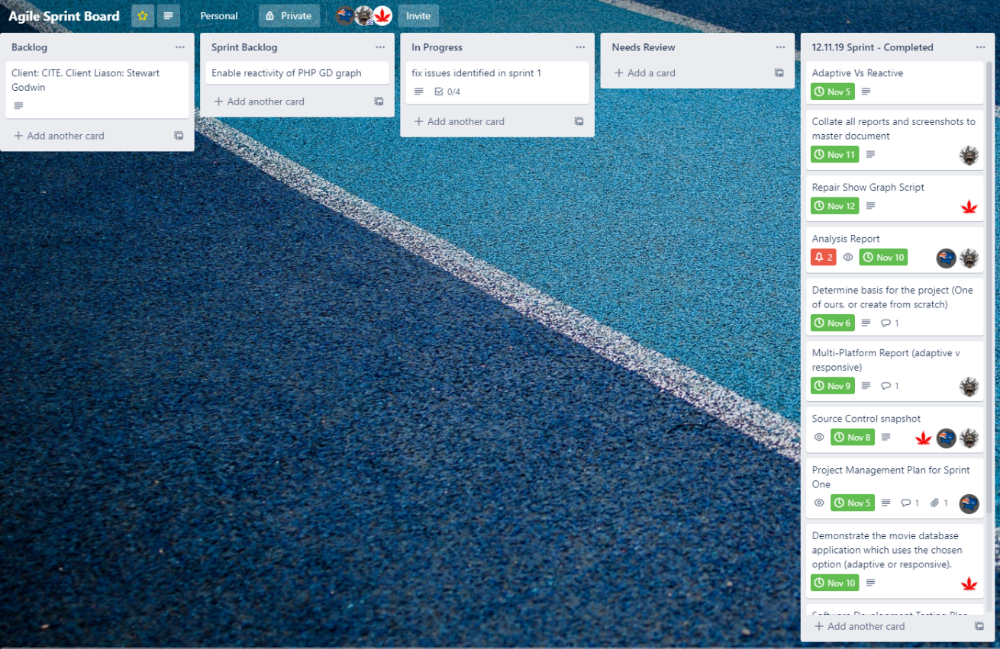 Agile Sprint Board
Personal
Private
Invite
Backlog
Client: CITE. Client Liason: Stewart
Godwin
Add another card
Sprint Backlog
Enable reactivity of PHP GD graph
Add another card
In Progress
fix issues identified in sprint 1
0/4
Add another card
Needs Review
Add a card
12.11.19 Sprint - Completed
Adaptive Vs Reactive
Nov 5
Collate all reports and screenshots to
master document
Nov 11
Repair Show Graph Script
Nov 12
Analysis Report
2 Nov 10
Determine basis for the project (One
of ours, or create from scratch)
Nov 6 1
Multi-Platform Report (adaptive v
responsive)
Nov 9 1
Source Control snapshot
Nov 8
Project Management Plan for Sprint
One
Nov 5 1 1
Demonstrate the movie database
application which uses the chosen
option (adaptive or responsive).
Nov 10
Software Development Testing Plan
Add another card